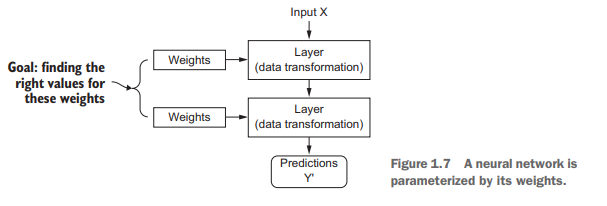 Input X
Layer
(data transformation)
Weights
Goal: finding the
right values for
these weights
Layer
(data transformation)
Weights
Predictions
Y'
Figure 1.7 A neural network is
parameterized by its weights.